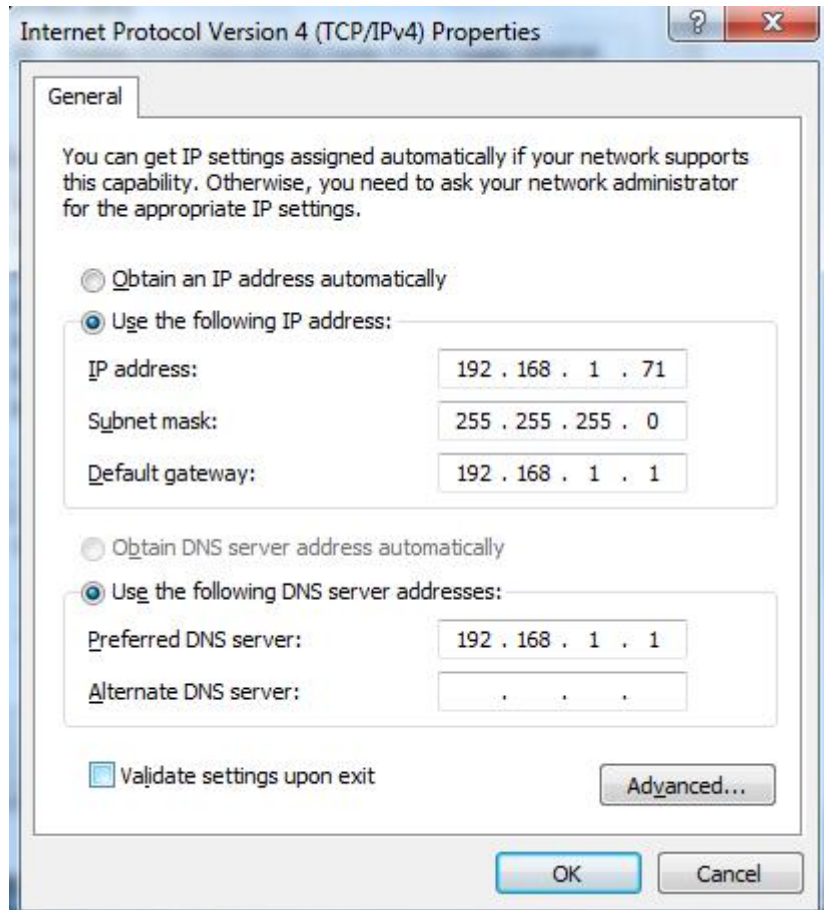 Internet Protocol Version 4 (TCP/IPv4) Properties
?
X
General
You can get IP settings assigned automatically if your network supports
this capability. Otherwise, you need to ask your network administrator
for the appropriate IP settings.
Obtain an IP address automatically
Use the following IP address:
IP address: 192 . 168 . 1 . 71
Subnet mask: 255 . 255 . 255 . 0
Default gateway: 192 . 168 . 1 . 1
Obtain DNS server address automatically
Use the following DNS server addresses:
Preferred DNS server: 192 . 168 . 1 . 1
Alternate DNS server: . . .
Validate settings upon exit
Advanced...
OK Cancel